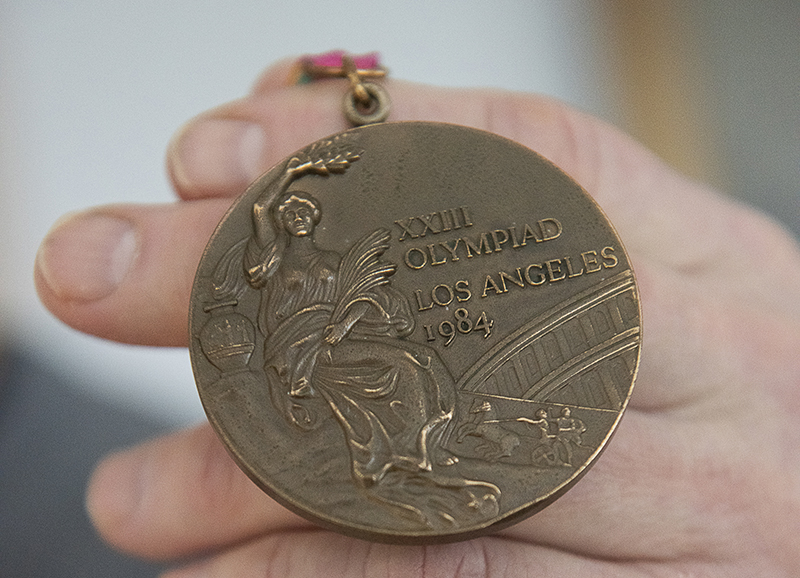 XXIII
OLYMPIAD
LOS ANGELES
1984